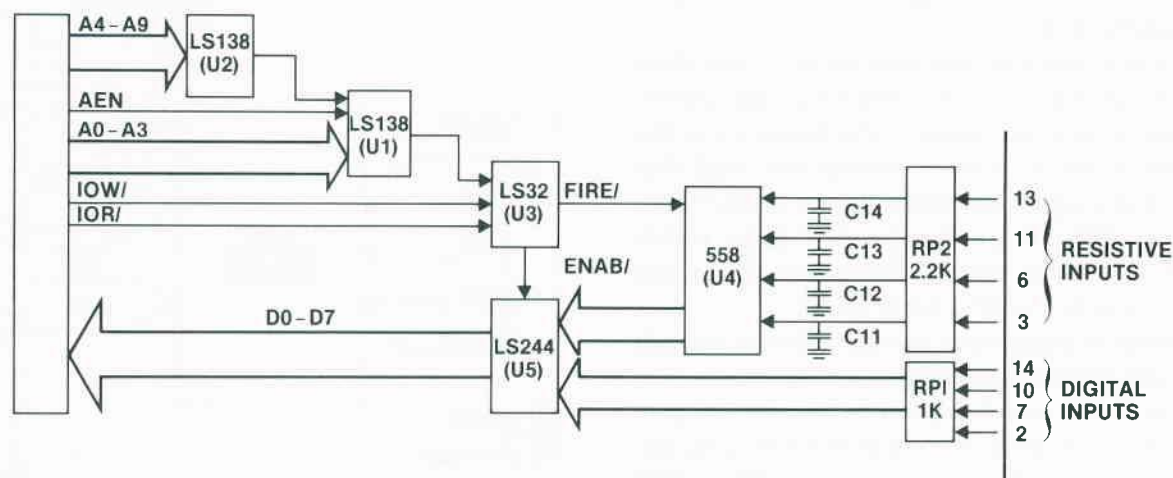 A4-A9
LS138
(U2)
AEN
LS138
(U1)
A0-A3
IOW/
IOR/
LS32
(U3)
FIRE/
ENAB/
558
(U4)
C14
C13
C12
C11
RP2
2.2K
13
11
6
3
RESISTIVE
INPUTS
D0-D7
LS244
(U5)
RPI
1K
14
10
7
2
DIGITAL
INPUTS